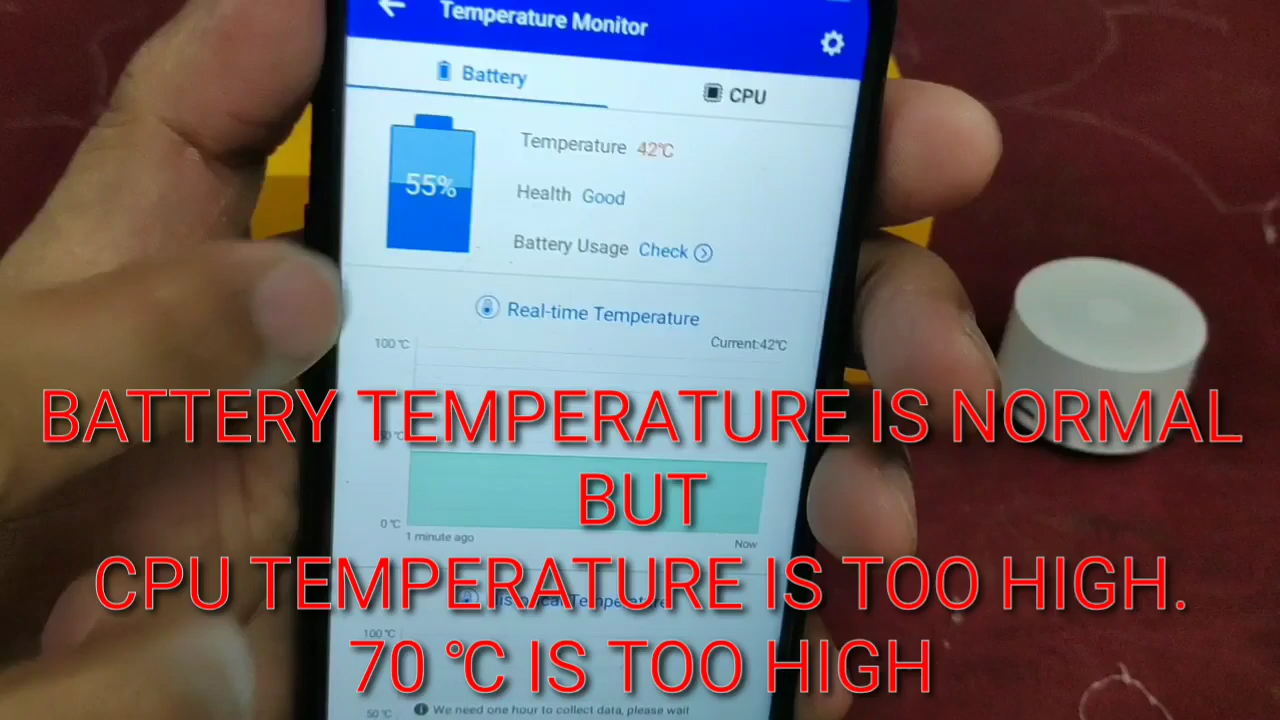 Temperature Monitor
Battery
CPU
55%
Temperature 42℃
Health Good
Battery Usage Check
Real-time Temperature
Current:42℃
100 ℃
BATTERY TEMPERATURE IS NORMAL
BUT
0 ℃
1 minute ago
Now
CPU TEMPERATURE IS TOO HIGH.
100 ℃
70 ℃ IS TOO HIGH
50 ℃
We need one hour to collect data, please wait